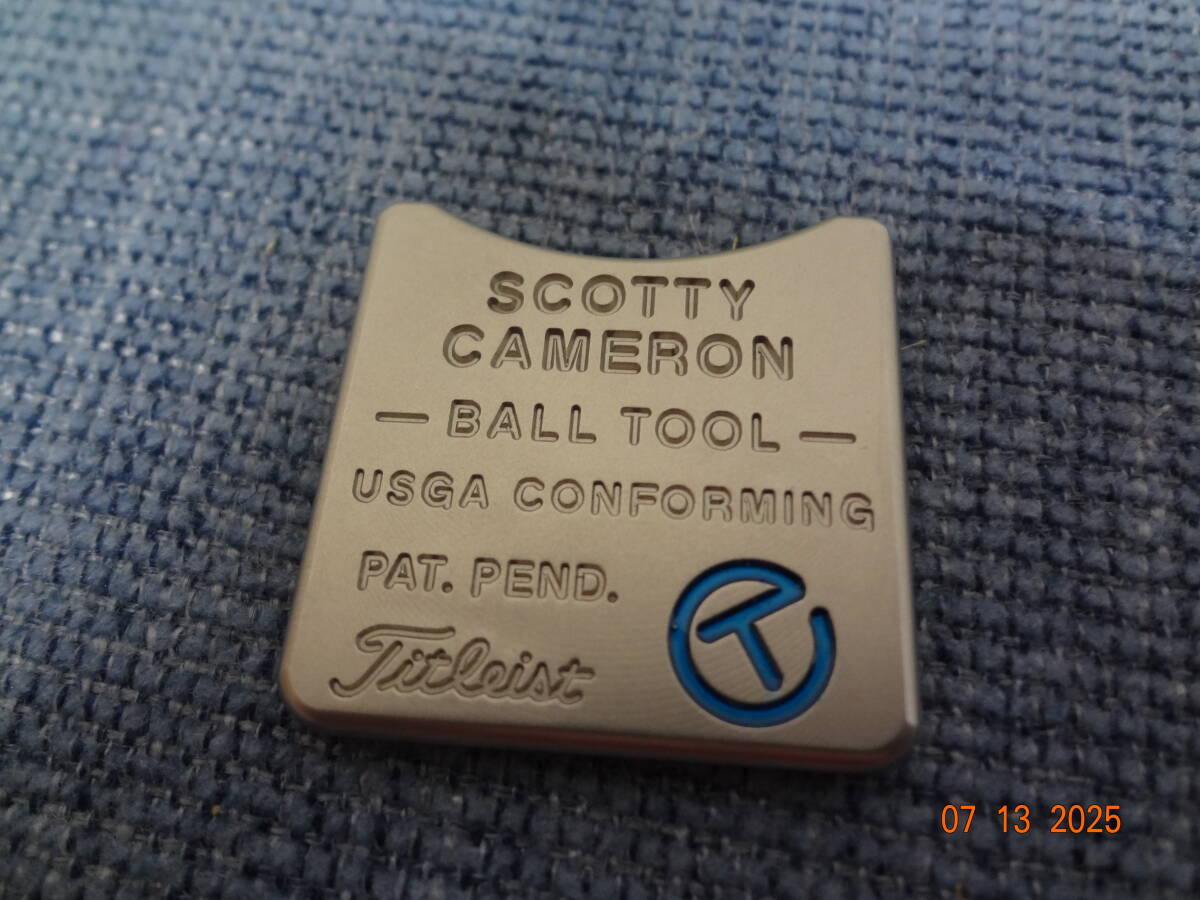 SCOTTY
CAMERON
— BALL TOOL —
USGA CONFORMING
PAT. PEND.
Titleist
07 13 2025